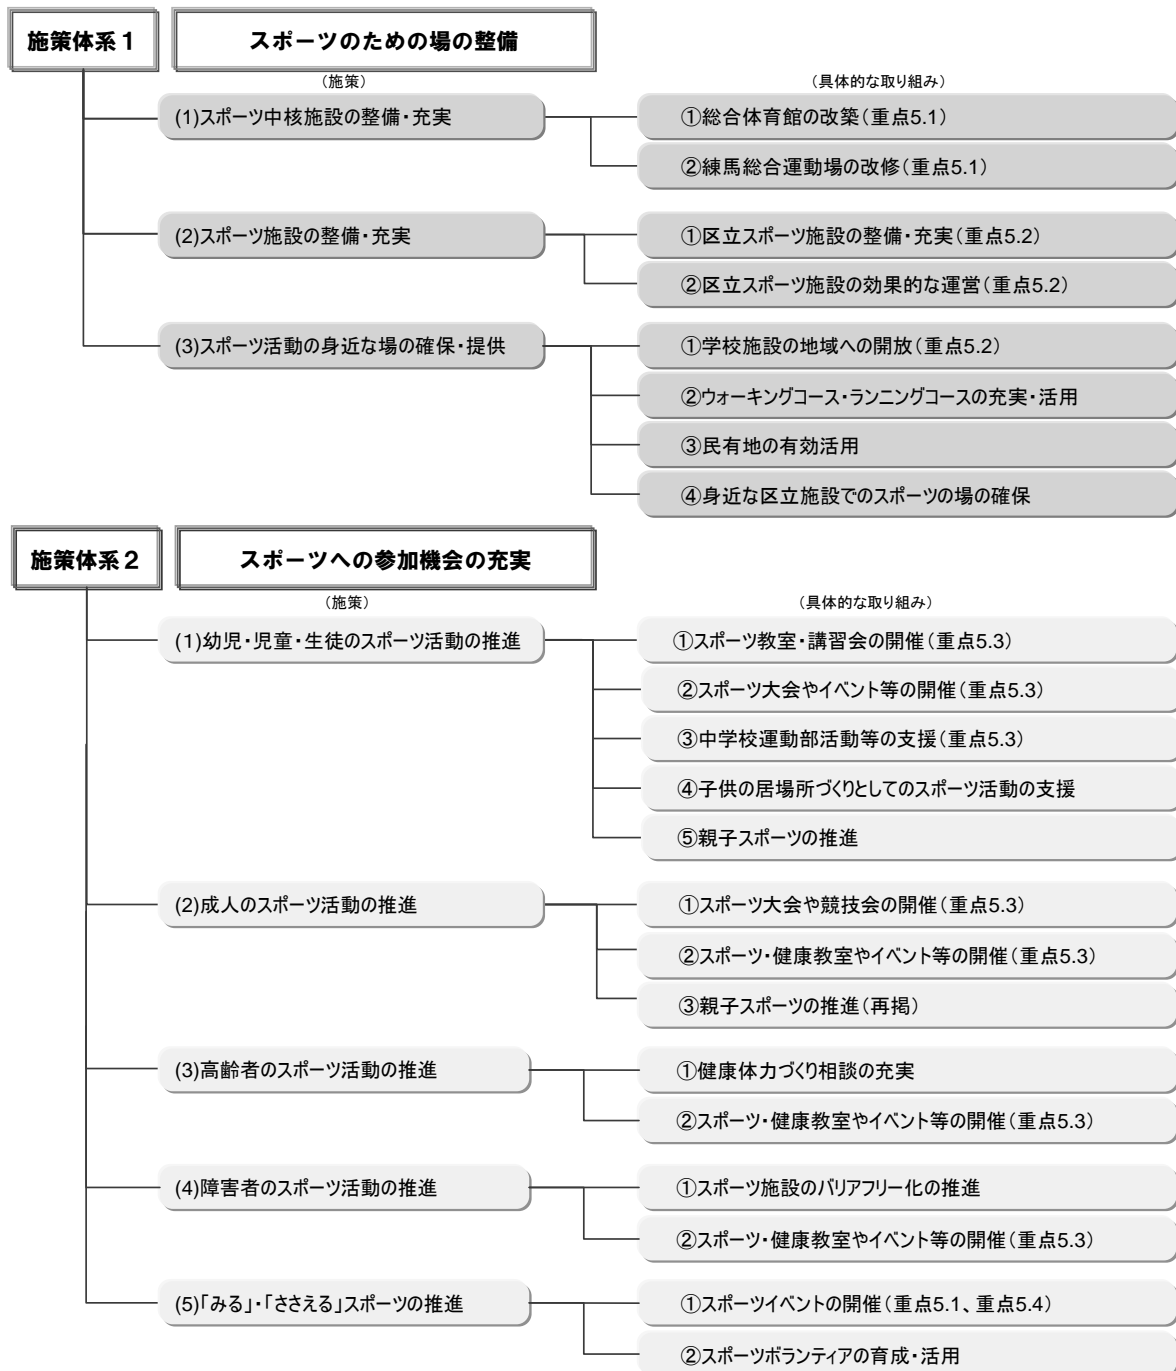 施策体系１
スポーツのための場の整備
（施策）
（具体的な取り組み）
(1)スポーツ中核施設の整備・充実
①総合体育館の改築（重点5.1）
②練馬総合運動場の改修（重点5.1）
(2)スポーツ施設の整備・充実
①区立スポーツ施設の整備・充実（重点5.2）
②区立スポーツ施設の効果的な運営（重点5.2）
(3)スポーツ活動の身近な場の確保・提供
①学校施設の地域への開放（重点5.2）
②ウォーキングコース・ランニングコースの充実・活用
③民有地の有効活用
④身近な区立施設でのスポーツの場の確保
施策体系２
スポーツへの参加機会の充実
（施策）
（具体的な取り組み）
(1)幼児・児童・生徒のスポーツ活動の推進
①スポーツ教室・講習会の開催（重点5.3）
②スポーツ大会やイベント等の開催（重点5.3）
③中学校運動部活動等の支援（重点5.3）
④子供の居場所づくりとしてのスポーツ活動の支援
⑤親子スポーツの推進
(2)成人のスポーツ活動の推進
①スポーツ大会や競技会の開催（重点5.3）
②スポーツ・健康教室やイベント等の開催（重点5.3）
③親子スポーツの推進（再掲）
(3)高齢者のスポーツ活動の推進
①健康体力づくり相談の充実
②スポーツ・健康教室やイベント等の開催（重点5.3）
(4)障害者のスポーツ活動の推進
①スポーツ施設のバリアフリー化の推進
②スポーツ・健康教室やイベント等の開催（重点5.3）
(5)「みる」・「ささえる」スポーツの推進
①スポーツイベントの開催（重点5.1、重点5.4）
②スポーツボランティアの育成・活用